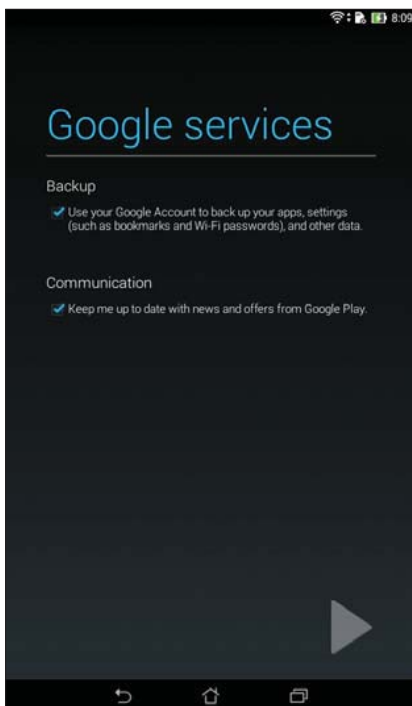 8:09
Google services
Backup
Use your Google Account to back up your apps, settings
(such as bookmarks and Wi-Fi passwords), and other data.
Communication
Keep me up to date with news and offers from Google Play.